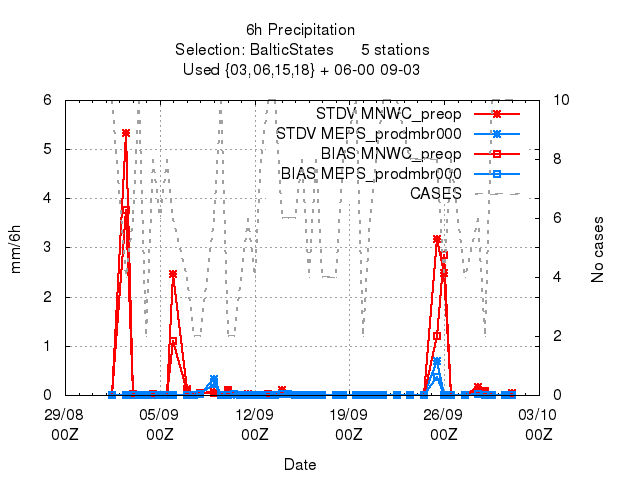 6h Precipitation
Selection: BalticStates 5 stations
Used {03,06,15,18} + 06-00 09-03
STDV MNWC_preop
STDV MEPS_prodmbr000
BIAS MNWC_preop
BIAS MEPS_prodmbr000
CASES
mm/6h
6
5
4
3
2
1
0
No cases
10
8
6
4
2
0
29/08 05/09 12/09 19/09 26/09 03/10
00Z 00Z 00Z 00Z 00Z 00Z
Date